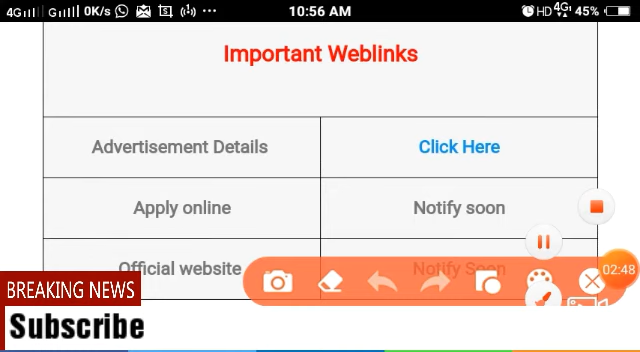 4G G 0K/s 10:56 AM HD 4G 45%
Important Weblinks
Advertisement Details Click Here
Apply online Notify soon
Official website Notify Soon
02:48
BREAKING NEWS
Subscribe